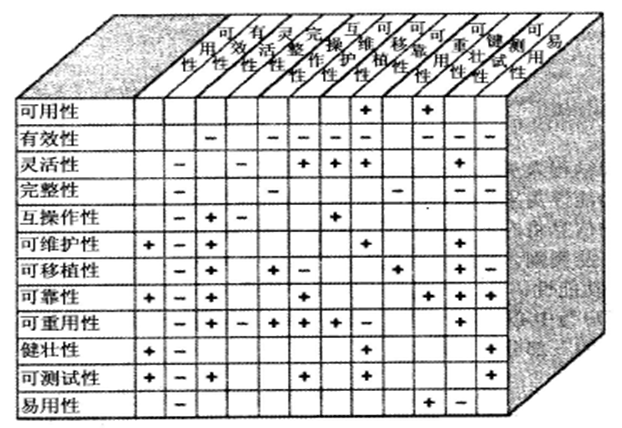 可用性 有效性 灵活性 完整性 互操作性 可维护性 可移植性 可靠性 可重用性 健壮性 可测试性 易用性
可用性 + +
有效性 − − − − − − − −
灵活性 − − + + + +
完整性 − − − − −
互操作性 − + − +
可维护性 + − + + +
可移植性 − + + − + + −
可靠性 + − + + + + +
可重用性 − + − + + + − +
健壮性 + − + +
可测试性 + − + + + +
易用性 − + −